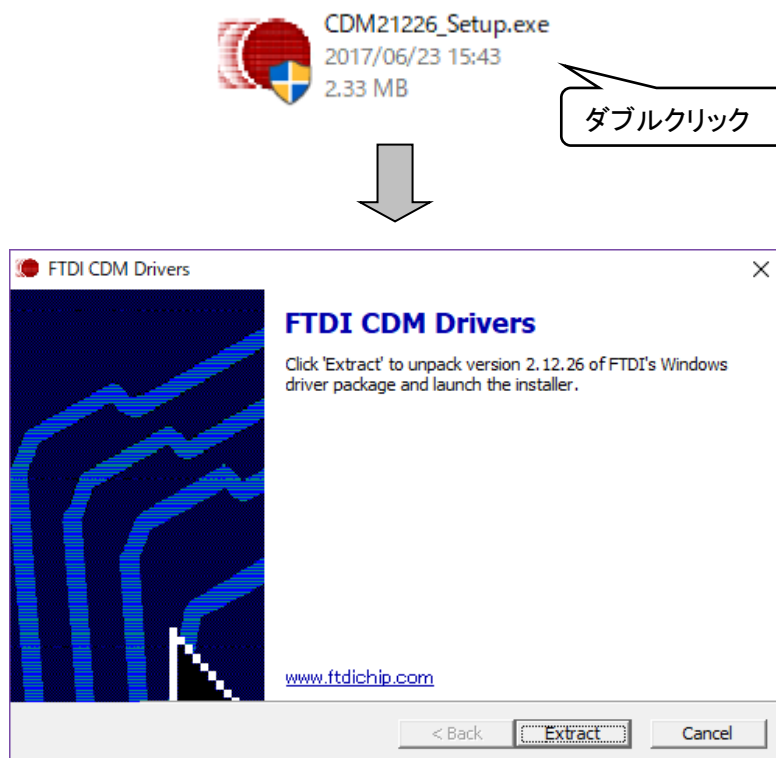 CDM21226_Setup.exe
2017/06/23 15:43
2.33 MB
ダブルクリック
FTDI CDM Drivers
FTDI CDM Drivers
Click 'Extract' to unpack version 2.12.26 of FTDI's Windows
driver package and launch the installer.
www.ftdichip.com
< Back
Extract
Cancel